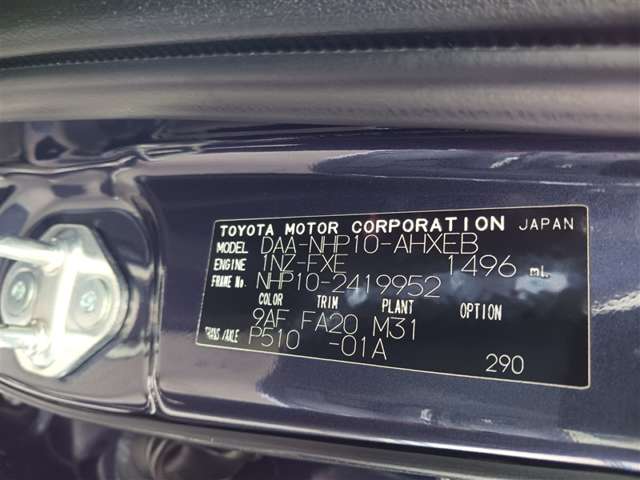 TOYOTA MOTOR CORPORATION JAPAN
MODEL DAA-NHP10-AHXEB
ENGINE 1NZ-FXE 1496 mL
FRAME No. NHP10-2419952
COLOR TRIM PLANT OPTION
9AF FA20 M31
TRANS/AXLE P510 -01A
290